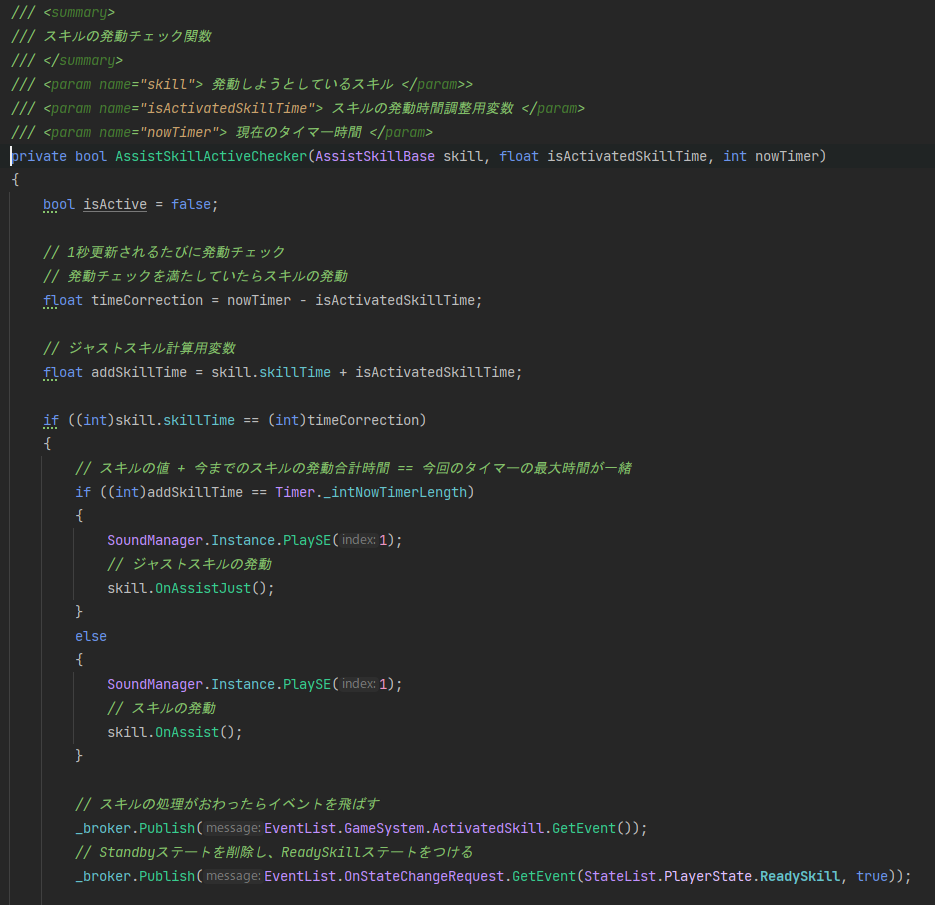 /// <summary>
/// スキルの発動チェック関数
/// </summary>
/// <param name="skill"> 発動しようとしているスキル </param>>
/// <param name="isActivatedSkillTime"> スキルの発動時間調整用変数 </param>
/// <param name="nowTimer"> 現在のタイマー時間 </param>
private bool AssistSkillActiveChecker(AssistSkillBase skill, float isActivatedSkillTime, int nowTimer)
{
bool isActive = false;
// 1秒更新されるたびに発動チェック
// 発動チェックを満たしていたらスキルの発動
float timeCorrection = nowTimer - isActivatedSkillTime;
// ジャストスキル計算用変数
float addSkillTime = skill.skillTime + isActivatedSkillTime;
if ((int)skill.skillTime == (int)timeCorrection)
{
// スキルの値 + 今までのスキルの発動合計時間 == 今回のタイマーの最大時間が一緒
if ((int)addSkillTime == Timer._intNowTimerLength)
{
SoundManager.Instance.PlaySE( index: 1);
// ジャストスキルの発動
skill.OnAssistJust();
}
else
{
SoundManager.Instance.PlaySE( index: 1);
// スキルの発動
skill.OnAssist();
}
// スキルの処理がおわったらイベントを飛ばす
_broker.Publish( message: EventList.GameSystem.ActivatedSkill.GetEvent());
// Standbyステートを削除し、ReadySkillステートをつける
_broker.Publish( message: EventList.OnStateChangeRequest.GetEvent(StateList.PlayerState.ReadySkill, true));